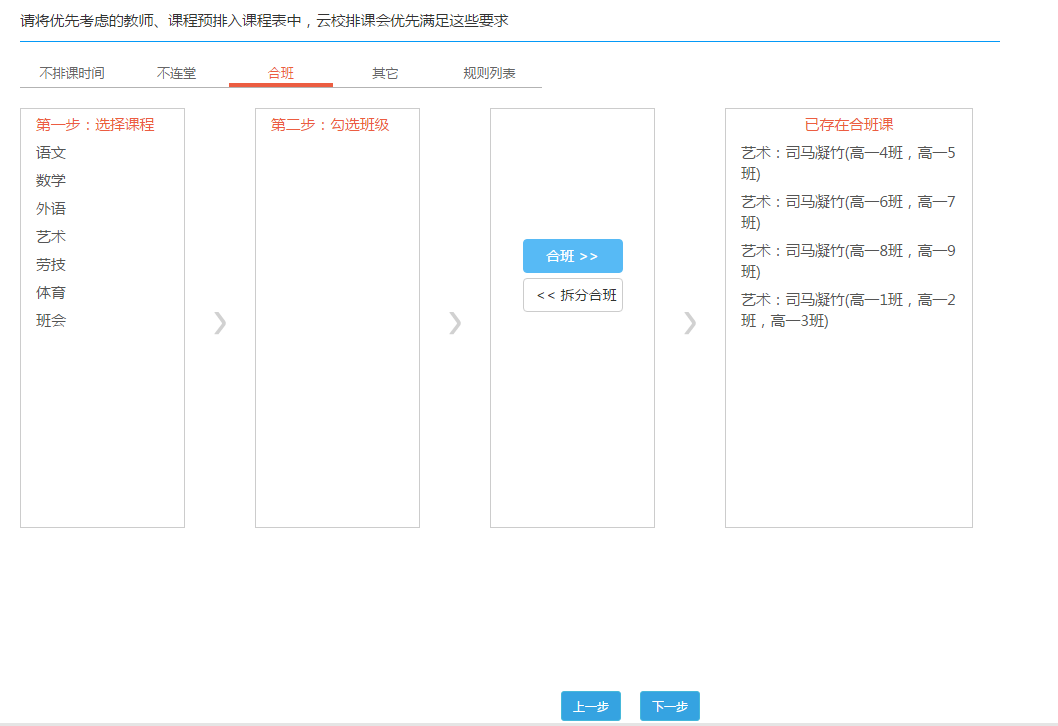 请将优先考虑的教师、课程预排入课程表中，云校排课会优先满足这些要求
不排课时间 不连堂 合班 其它 规则列表
第一步：选择课程
语文
数学
外语
艺术
劳技
体育
班会
第二步：勾选班级
合班 >>
<< 拆分合班
已存在合班课
艺术：司马凝竹(高一4班，高一5
班)
艺术：司马凝竹(高一6班，高一7
班)
艺术：司马凝竹(高一8班，高一9
班)
艺术：司马凝竹(高一1班，高一2
班，高一3班)
上一步 下一步